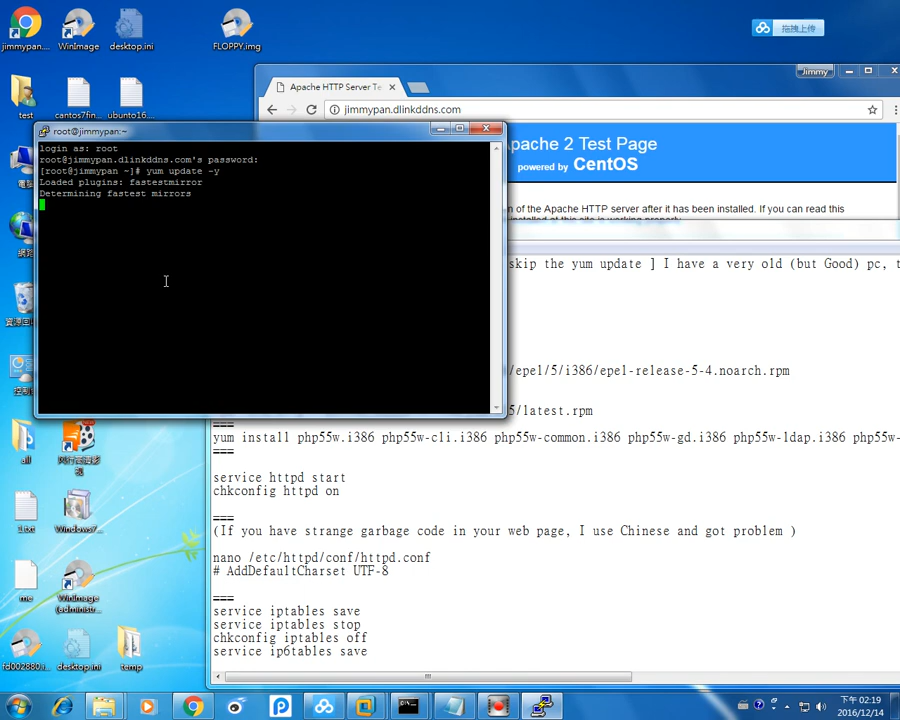 jimmypan....
WinImage
desktop.ini
FLOPPY.img
拖拽上传
test
cantos7fin...
ubunto16....
Jimmy
Apache HTTP Server Te
jimmypan.dlinkddns.com
Apache 2 Test Page
powered by CentOS
on of the Apache HTTP server after it has been installed. If you can read this
root@jimmypan:~
login as: root
root@jimmypan.dlinkddns.com's password:
[root@jimmypan ~]# yum update -y
Loaded plugins: fastestmirror
Determining fastest mirrors
skip the yum update ] I have a very old (but Good) pc, t
/epel/5/i386/epel-release-5-4.noarch.rpm
5/latest.rpm
===
yum install php55w.i386 php55w-cli.i386 php55w-common.i386 php55w-gd.i386 php55w-ldap.i386 php55w-
===
service httpd start
chkconfig httpd on
===
(If you have strange garbage code in your web page, I use Chinese and got problem )
nano /etc/httpd/conf/httpd.conf
# AddDefaultCharset UTF-8
===
service iptables save
service iptables stop
chkconfig iptables off
service ip6tables save
all
1.txt
Windows7...
me
WinImage
(administr...
fd002880.i...
desktop.ini
temp
下午 02:19
2016/12/14